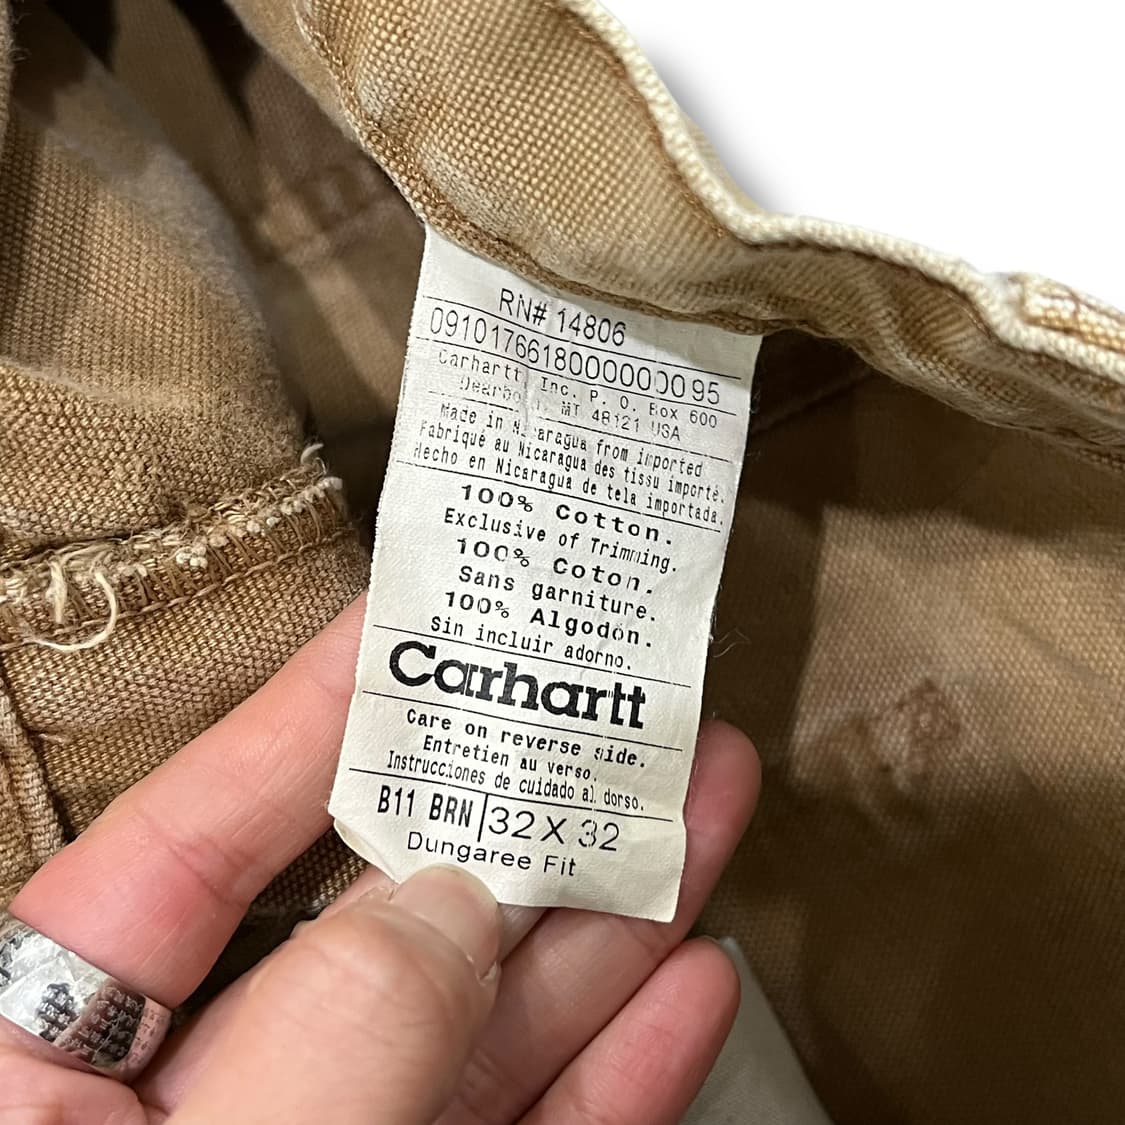 RN# 14806
09101766180000000095
Carhartt, Inc. P. O. Box 600
MI 48121 USA
Made in from imported
Fabriqué au Nicaragua des tissu importé.
Hecho en Nicaragua de tela importada.
100% Cotton.
Exclusive of Trimming.
100% Coton.
Sans garniture.
100% Algodón.
Sin incluir adorno.
Carhartt
Care on reverse side.
Entretien au verso.
Instrucciones de cuidado al dorso.
B11 BRN 32 X 32
Dungaree Fit